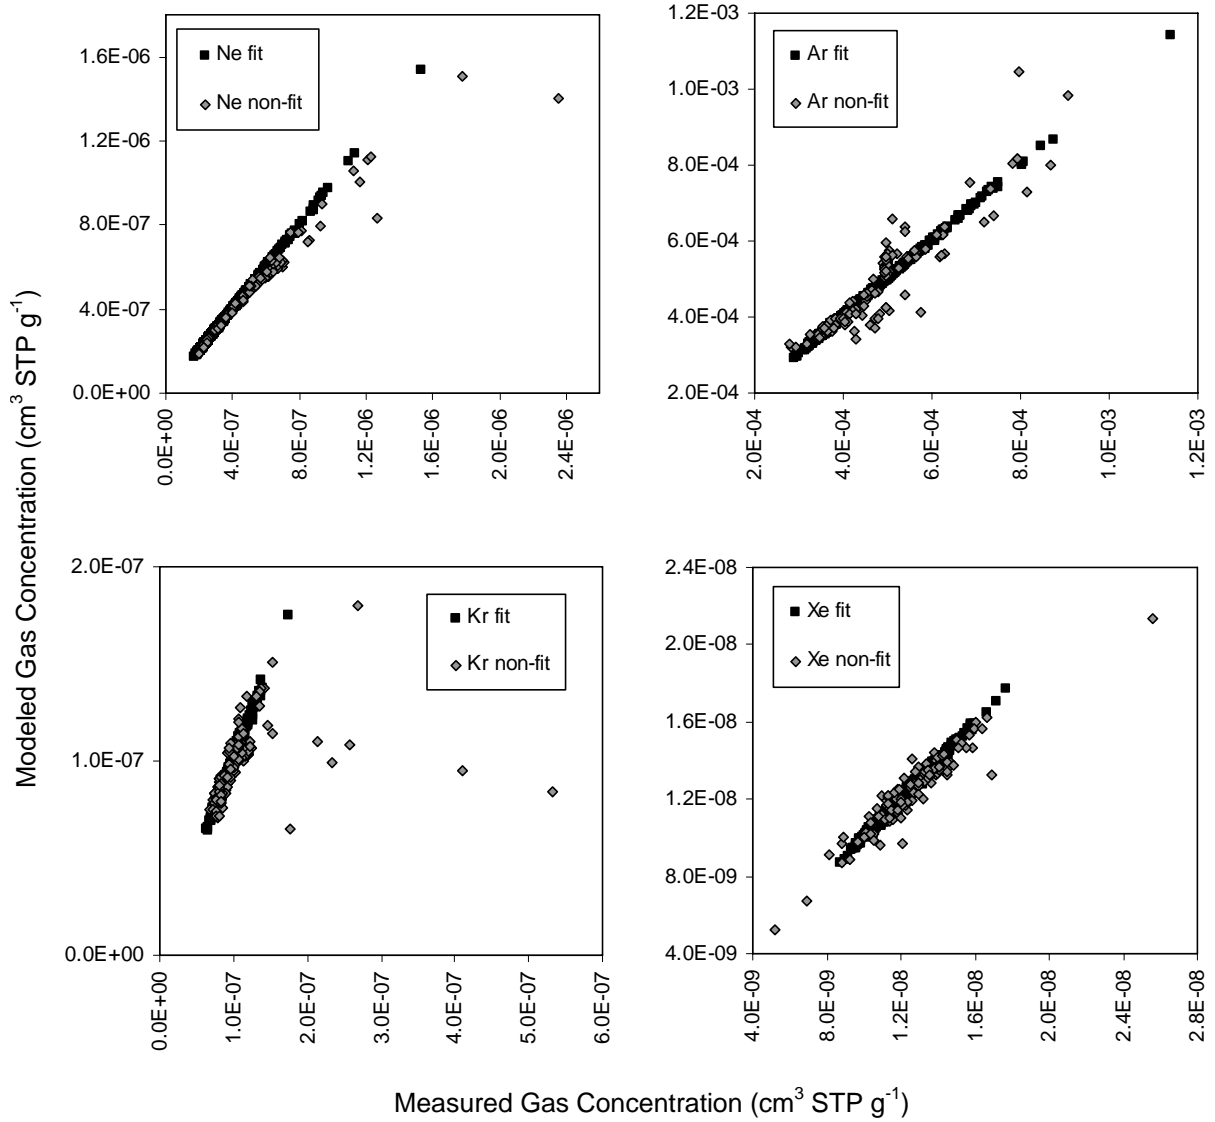 Modeled Gas Concentration (cm³ STP g⁻¹)
1.6E-06
1.2E-06
8.0E-07
4.0E-07
0.0E+00
Ne fit
Ne non-fit
0.0E+00
4.0E-07
8.0E-07
1.2E-06
1.6E-06
2.0E-06
2.4E-06
1.2E-03
1.0E-03
8.0E-04
6.0E-04
4.0E-04
2.0E-04
Ar fit
Ar non-fit
2.0E-04
4.0E-04
6.0E-04
8.0E-04
1.0E-03
1.2E-03
2.0E-07
1.0E-07
0.0E+00
Kr fit
Kr non-fit
0.0E+00
1.0E-07
2.0E-07
3.0E-07
4.0E-07
5.0E-07
6.0E-07
2.4E-08
2.0E-08
1.6E-08
1.2E-08
8.0E-09
4.0E-09
Xe fit
Xe non-fit
4.0E-09
8.0E-09
1.2E-08
1.6E-08
2.0E-08
2.4E-08
2.8E-08
Measured Gas Concentration (cm³ STP g⁻¹)